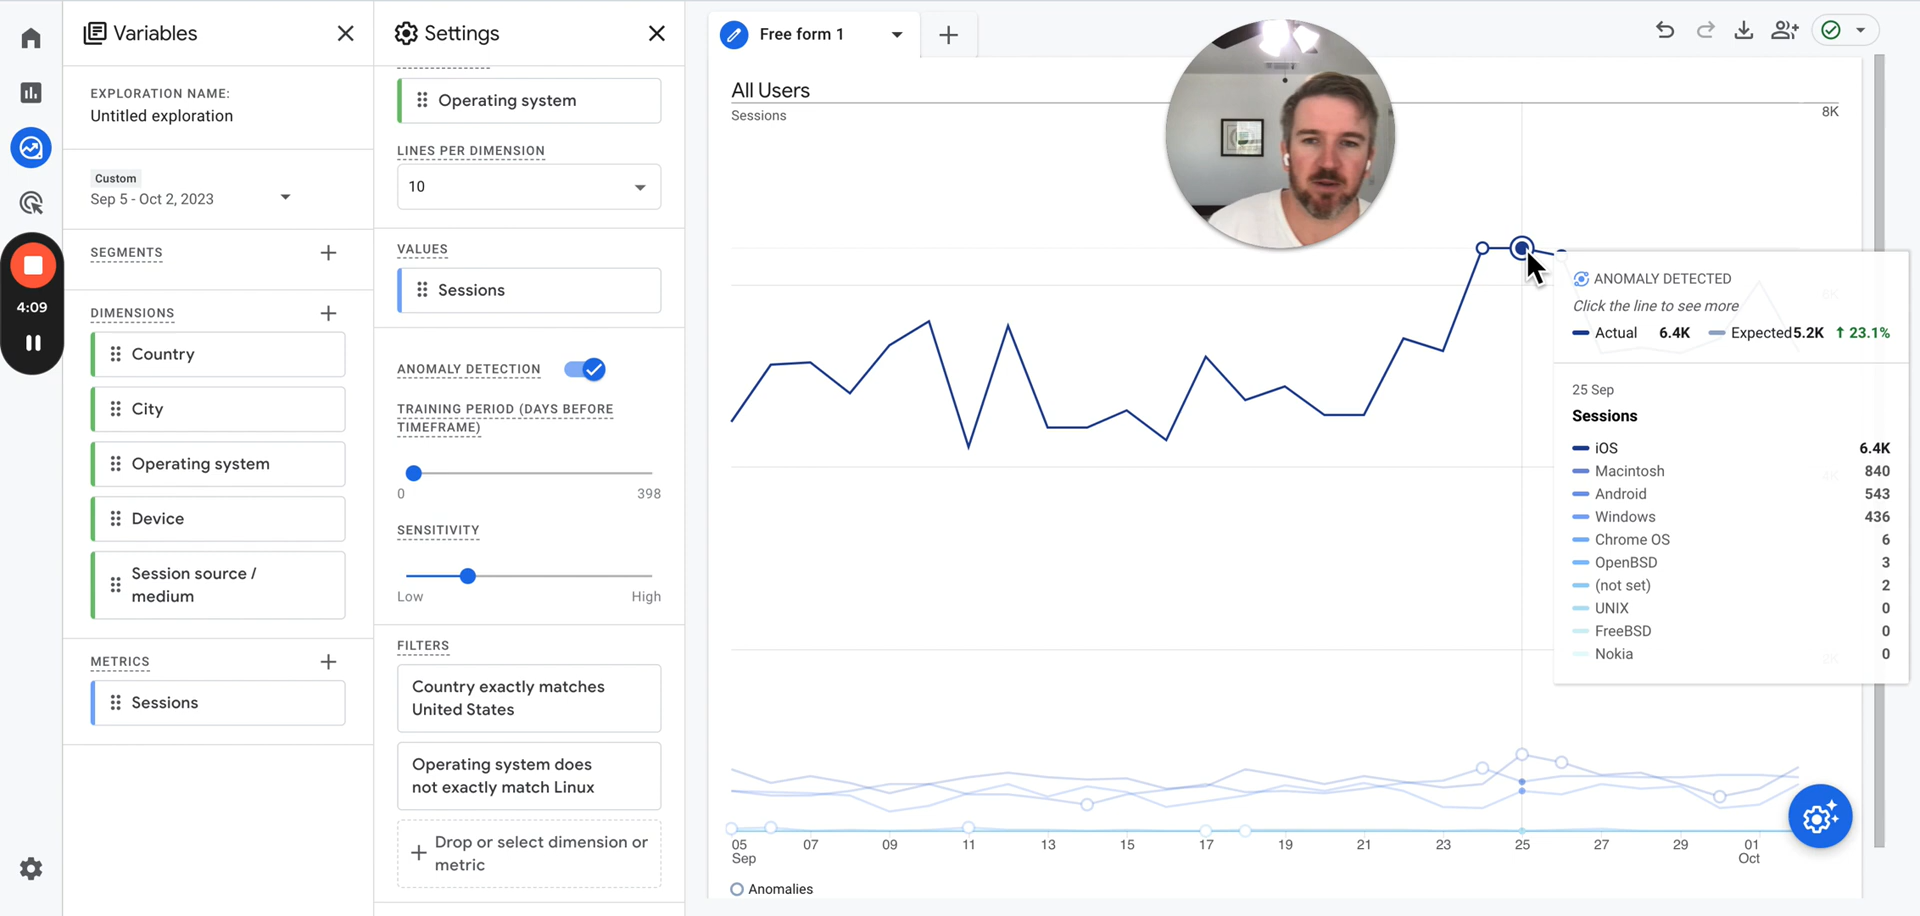 Variables
EXPLORATION NAME:
Untitled exploration
Custom
Sep 5 - Oct 2, 2023
SEGMENTS
DIMENSIONS
Country
City
Operating system
Device
Session source /
medium
METRICS
Sessions
4:09
Settings
Operating system
LINES PER DIMENSION
10
VALUES
Sessions
ANOMALY DETECTION
TRAINING PERIOD (DAYS BEFORE
TIMEFRAME)
0 398
SENSITIVITY
Low High
FILTERS
Country exactly matches
United States
Operating system does
not exactly match Linux
Drop or select dimension or
metric
Free form 1
All Users
Sessions
8K
ANOMALY DETECTED
Click the line to see more
Actual 6.4K Expected 5.2K ↑ 23.1%
25 Sep
Sessions
iOS 6.4K
Macintosh 840
Android 543
Windows 436
Chrome OS 6
OpenBSD 3
(not set) 2
UNIX 0
FreeBSD 0
Nokia 0
05 07 09 11 13 15 17 19 21 23 25 27 29 01
Sep Oct
Anomalies